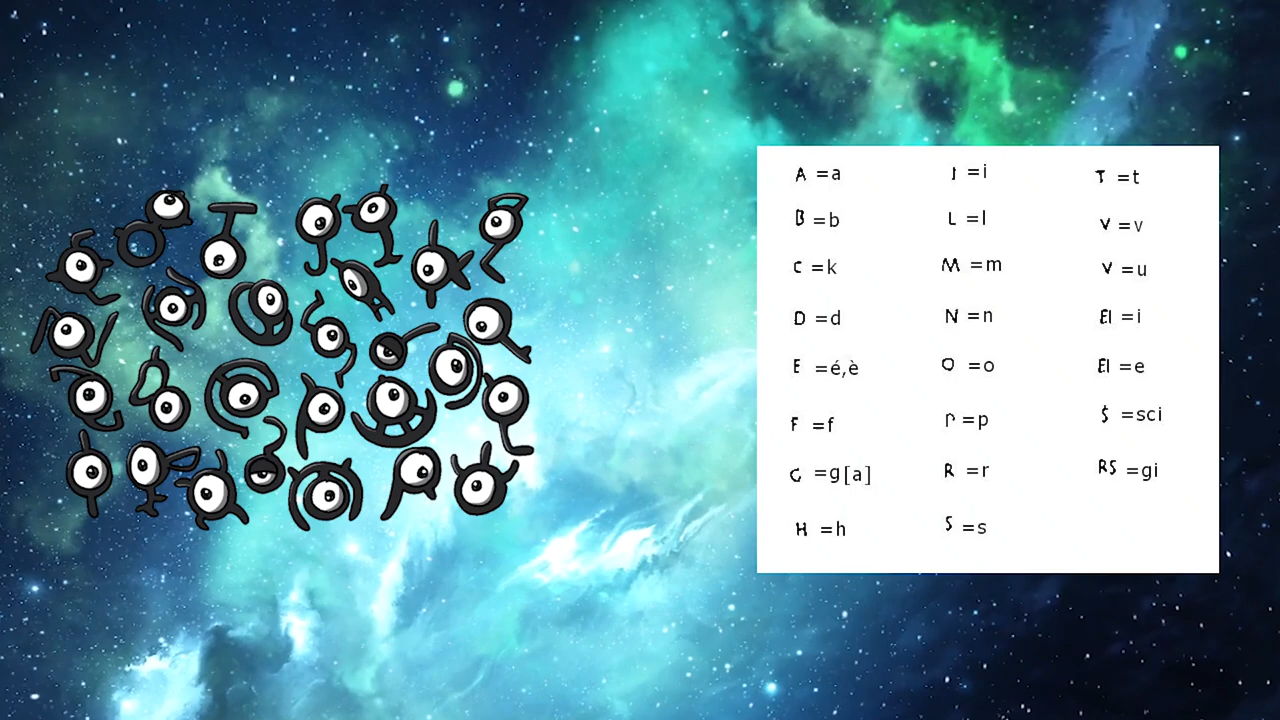 A =a
B =b
C =k
D =d
E =é,è
F =f
G =g[a]
H =h
I =i
L =l
M =m
N =n
O =o
P =p
R =r
S =s
T =t
V =v
V =u
EI =i
EI =e
Ś =sci
RS =gi